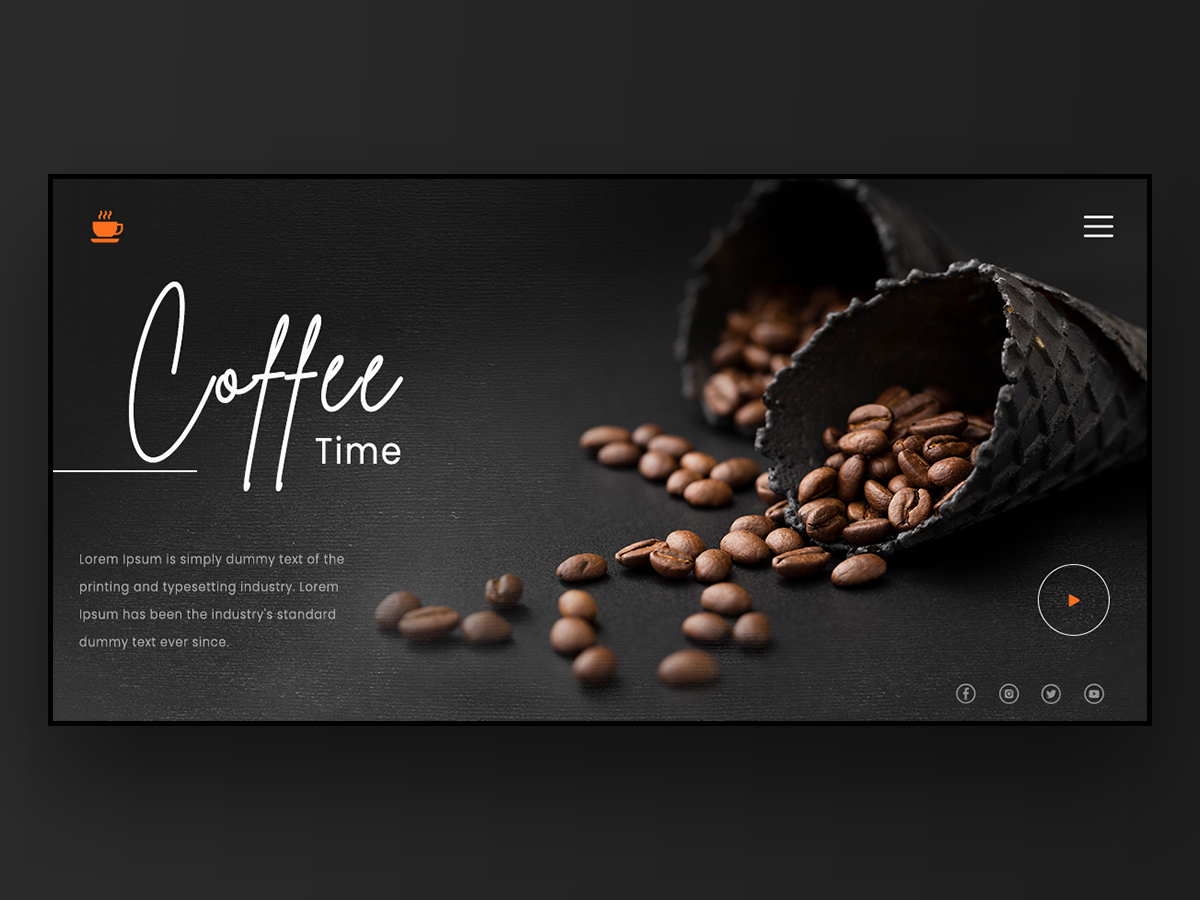 Coffee
Time
Lorem Ipsum is simply dummy text of the
printing and typesetting industry. Lorem
Ipsum has been the industry's standard
dummy text ever since.